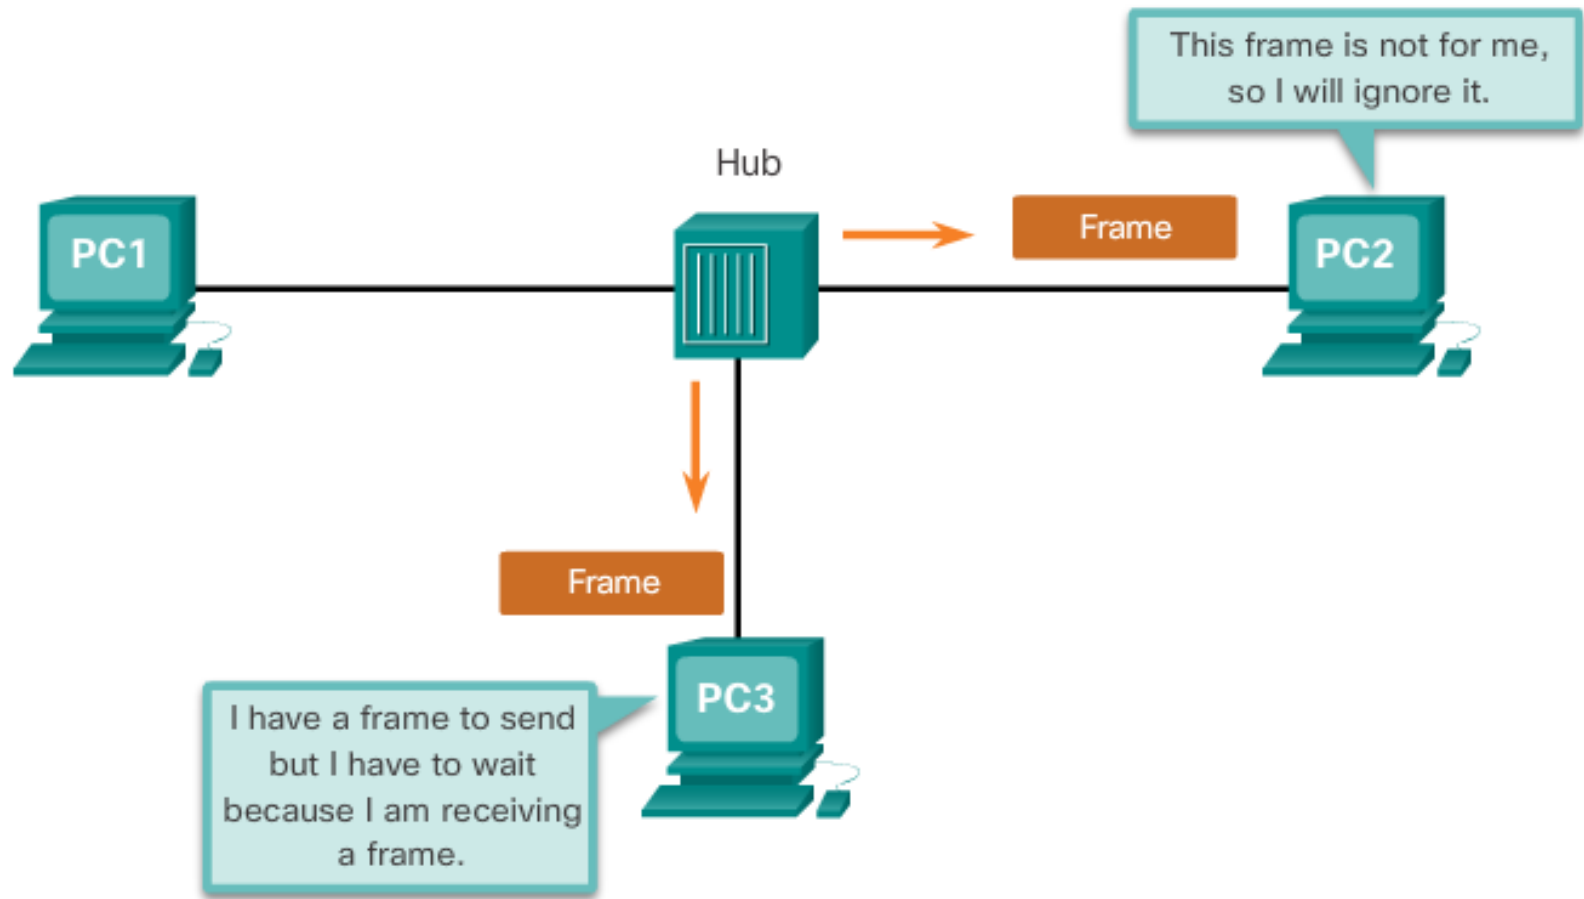 This frame is not for me,
so I will ignore it.
Hub
Frame
PC1
PC2
Frame
PC3
I have a frame to send
but I have to wait
because I am receiving
a frame.